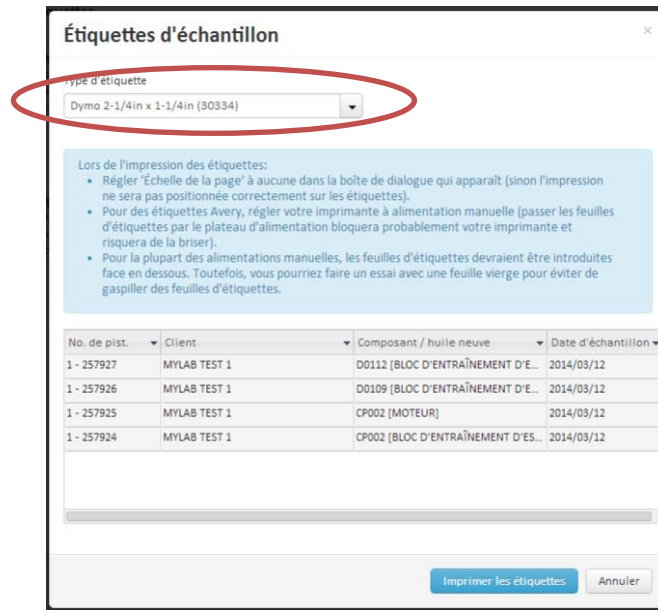 Étiquettes d'échantillon
×
Type d'étiquette
Dymo 2-1/4in x 1-1/4in (30334)
Lors de l'impression des étiquettes:
• Régler 'Échelle de la page' à aucune dans la boîte de dialogue qui apparaît (sinon l'impression
ne sera pas positionnée correctement sur les étiquettes).
• Pour des étiquettes Avery, régler votre imprimante à alimentation manuelle (passer les feuilles
d'étiquettes par le plateau d'alimentation bloquera probablement votre imprimante et
risquera de la briser).
• Pour la plupart des alimentations manuelles, les feuilles d'étiquettes devraient être introduites
face en dessous. Toutefois, vous pourriez faire un essai avec une feuille vierge pour éviter de
gaspiller des feuilles d'étiquettes.
No. de pist. Client Composant / huile neuve Date d'échantillon
1 - 257927 MYLAB TEST 1 D0112 [BLOC D'ENTRAÎNEMENT D'E... 2014/03/12
1 - 257926 MYLAB TEST 1 D0109 [BLOC D'ENTRAÎNEMENT D'E... 2014/03/12
1 - 257925 MYLAB TEST 1 CP002 [MOTEUR] 2014/03/12
1 - 257924 MYLAB TEST 1 CP002 [BLOC D'ENTRAÎNEMENT D'ES... 2014/03/12
Imprimer les étiquettes Annuler